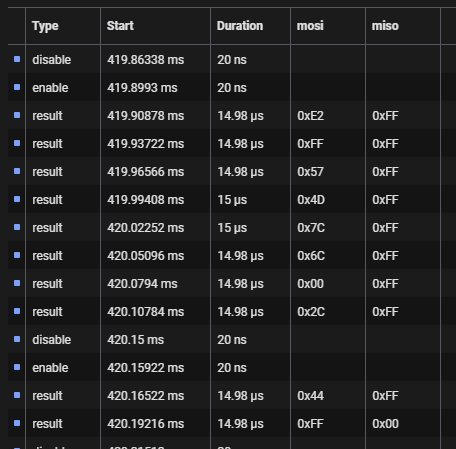 Type Start Duration mosi miso
disable 419.86338 ms 20 ns
enable 419.8993 ms 20 ns
result 419.90878 ms 14.98 µs 0xE2 0xFF
result 419.93722 ms 14.98 µs 0xFF 0xFF
result 419.96566 ms 14.98 µs 0x57 0xFF
result 419.99408 ms 15 µs 0x4D 0xFF
result 420.02252 ms 15 µs 0x7C 0xFF
result 420.05096 ms 14.98 µs 0x6C 0xFF
result 420.0794 ms 14.98 µs 0x00 0xFF
result 420.10784 ms 14.98 µs 0x2C 0xFF
disable 420.15 ms 20 ns
enable 420.15922 ms 20 ns
result 420.16522 ms 14.98 µs 0x44 0xFF
result 420.19216 ms 14.98 µs 0xFF 0x00